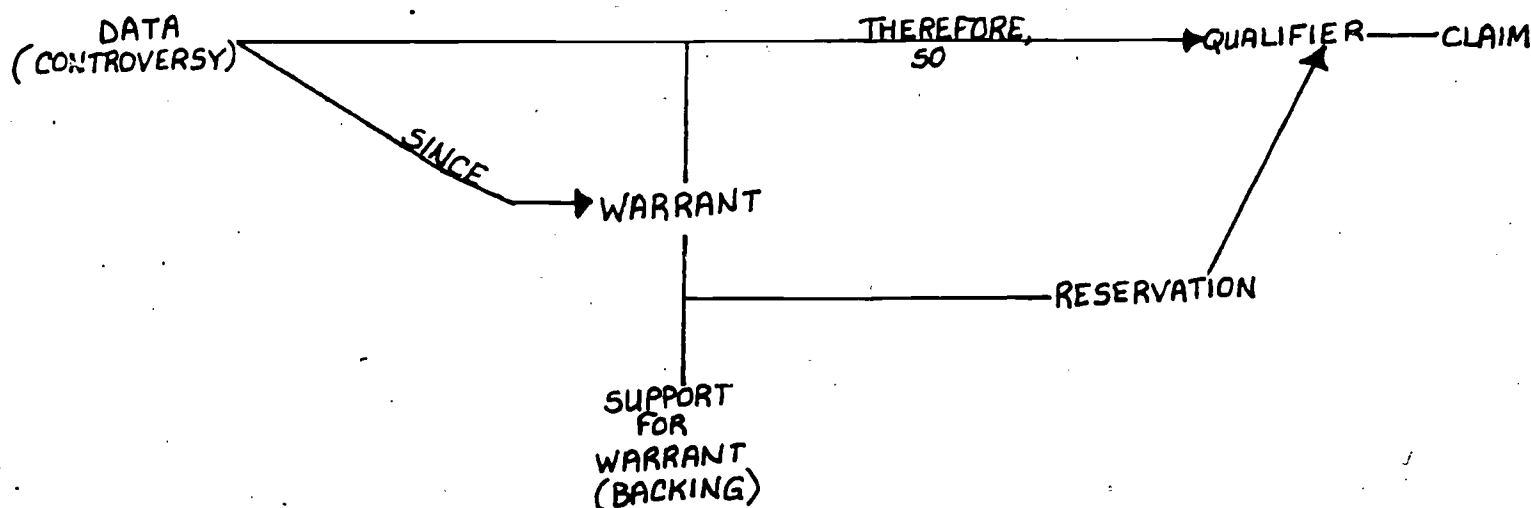 DATA
(CONTROVERSY)
THEREFORE,
SO
QUALIFIER
CLAIM
SINCE
WARRANT
RESERVATION
SUPPORT
FOR
WARRANT
(BACKING)